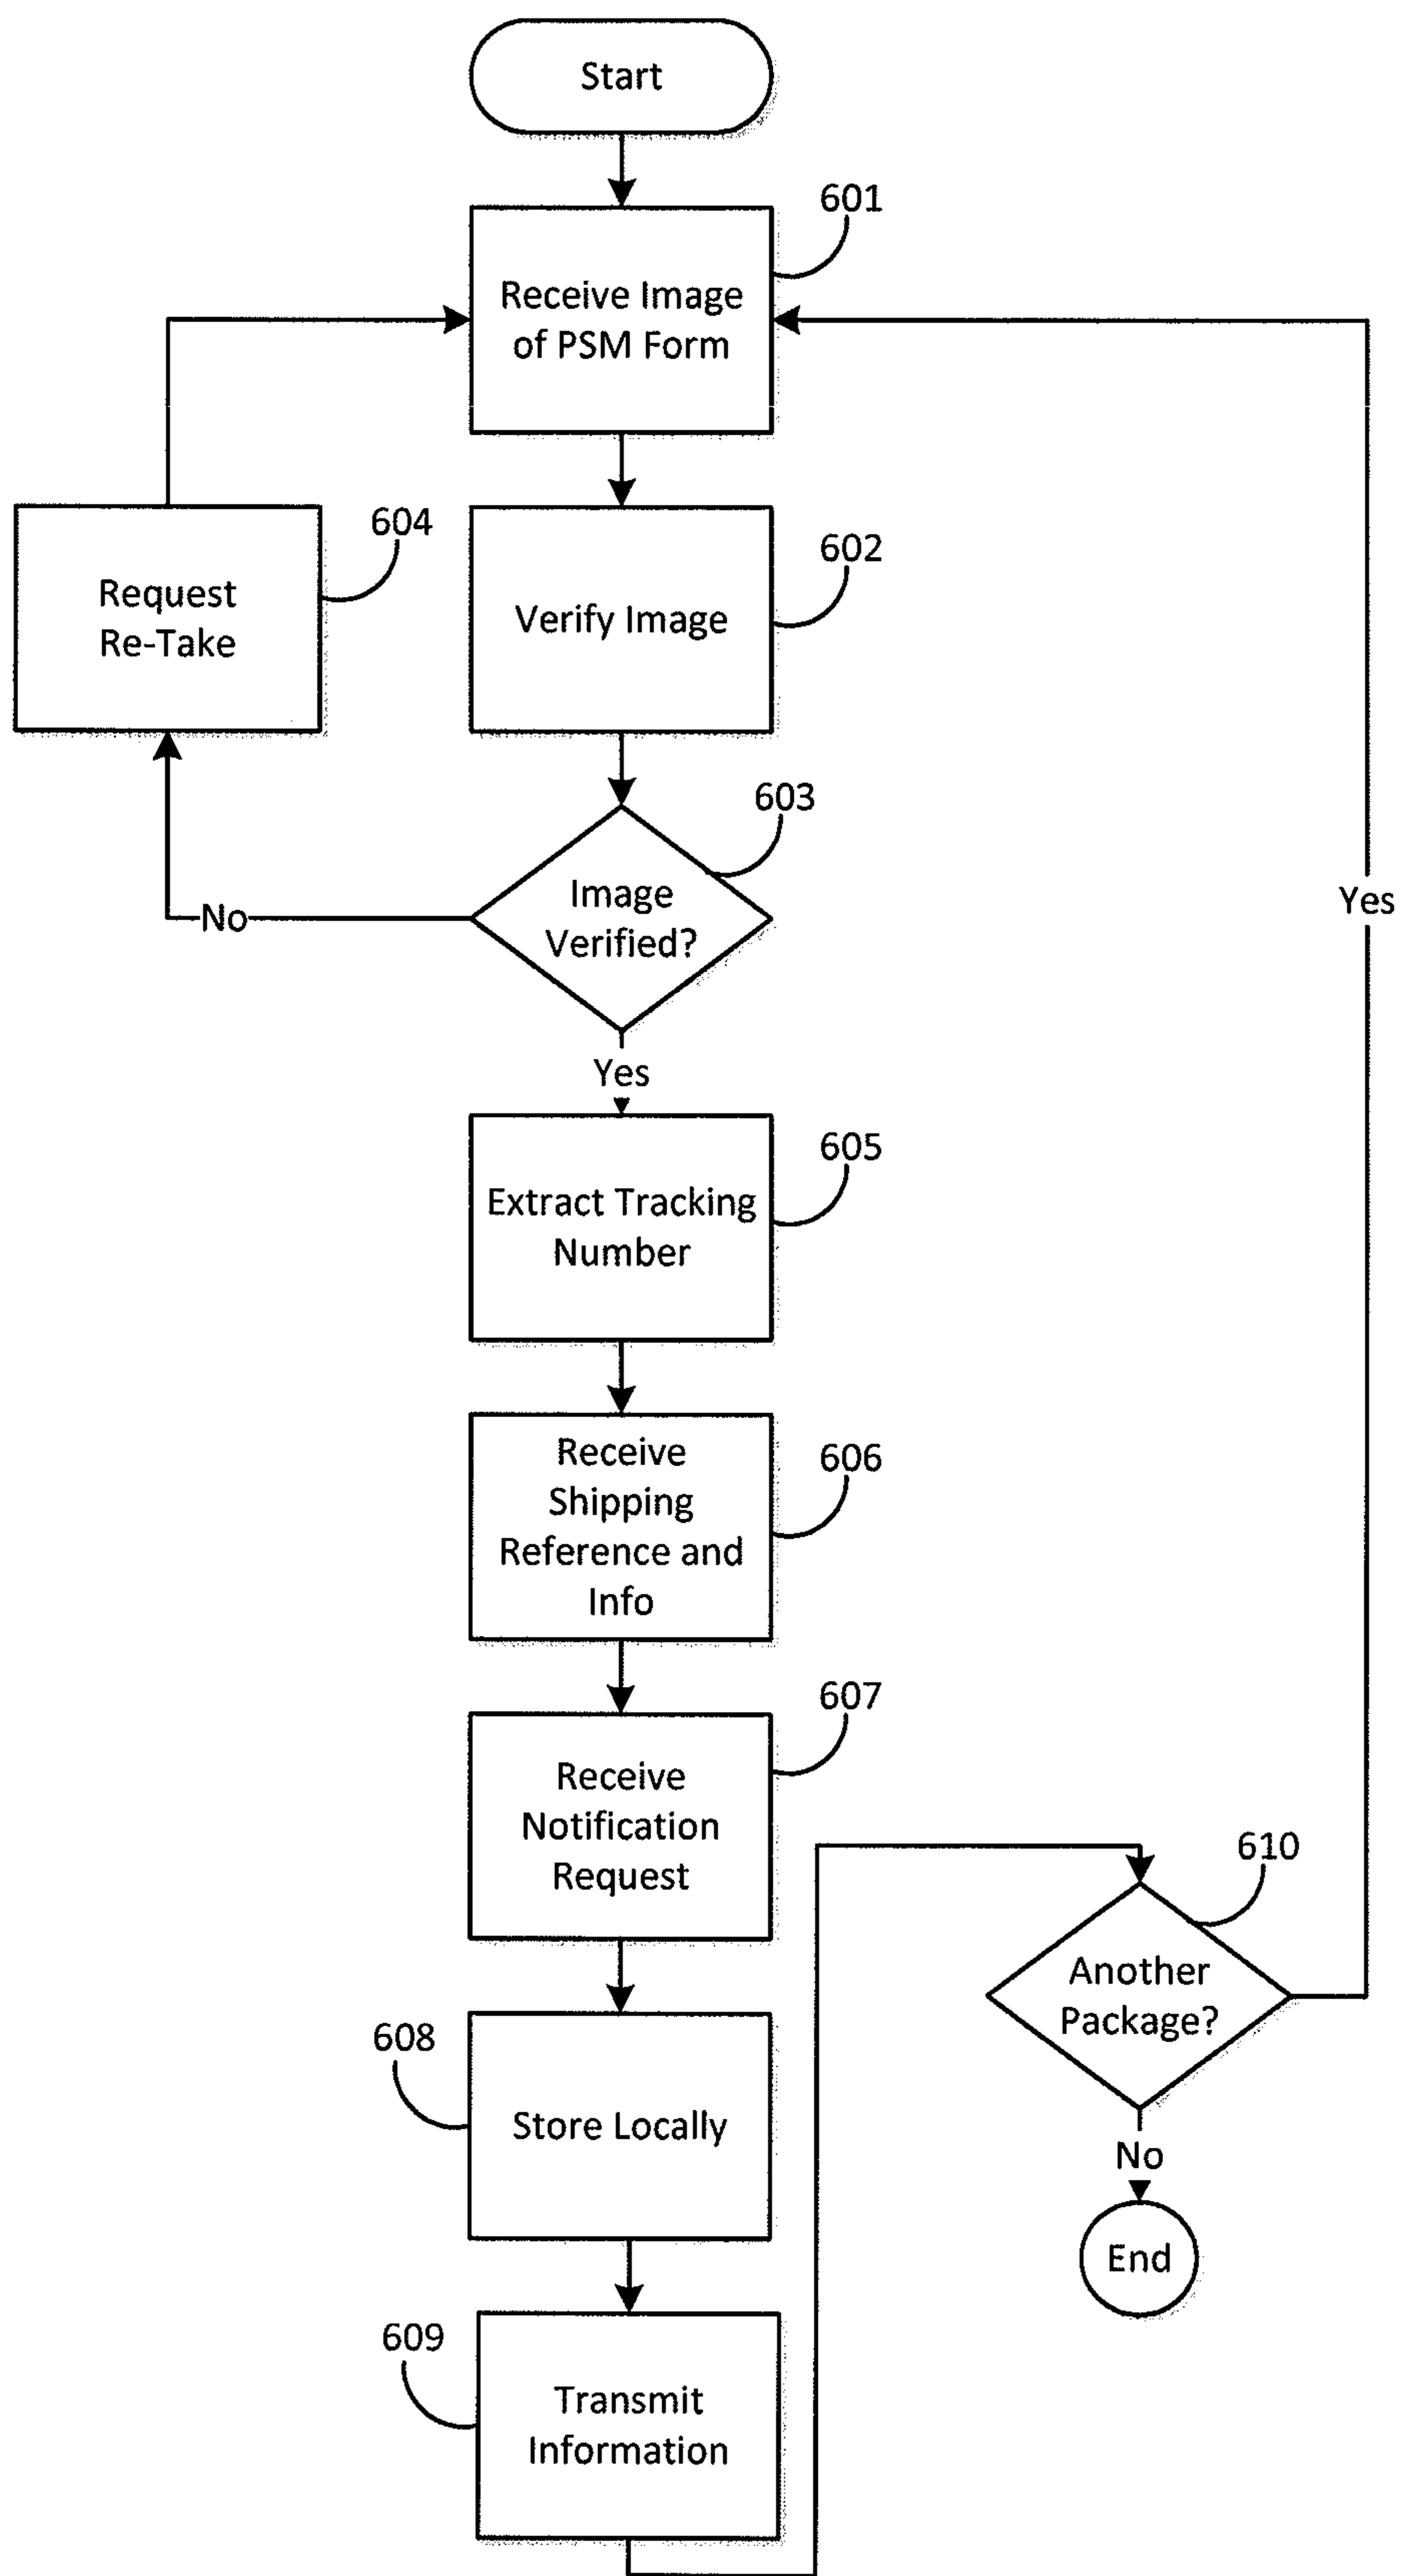 Start
601
Receive Image
of PSM Form
604
Request
Re-Take
602
Verify Image
603
Image
Verified?
No
Yes
Yes
605
Extract Tracking
Number
606
Receive
Shipping
Reference and
Info
607
Receive
Notification
Request
610
Another
Package?
608
Store Locally
No
End
609
Transmit
Information